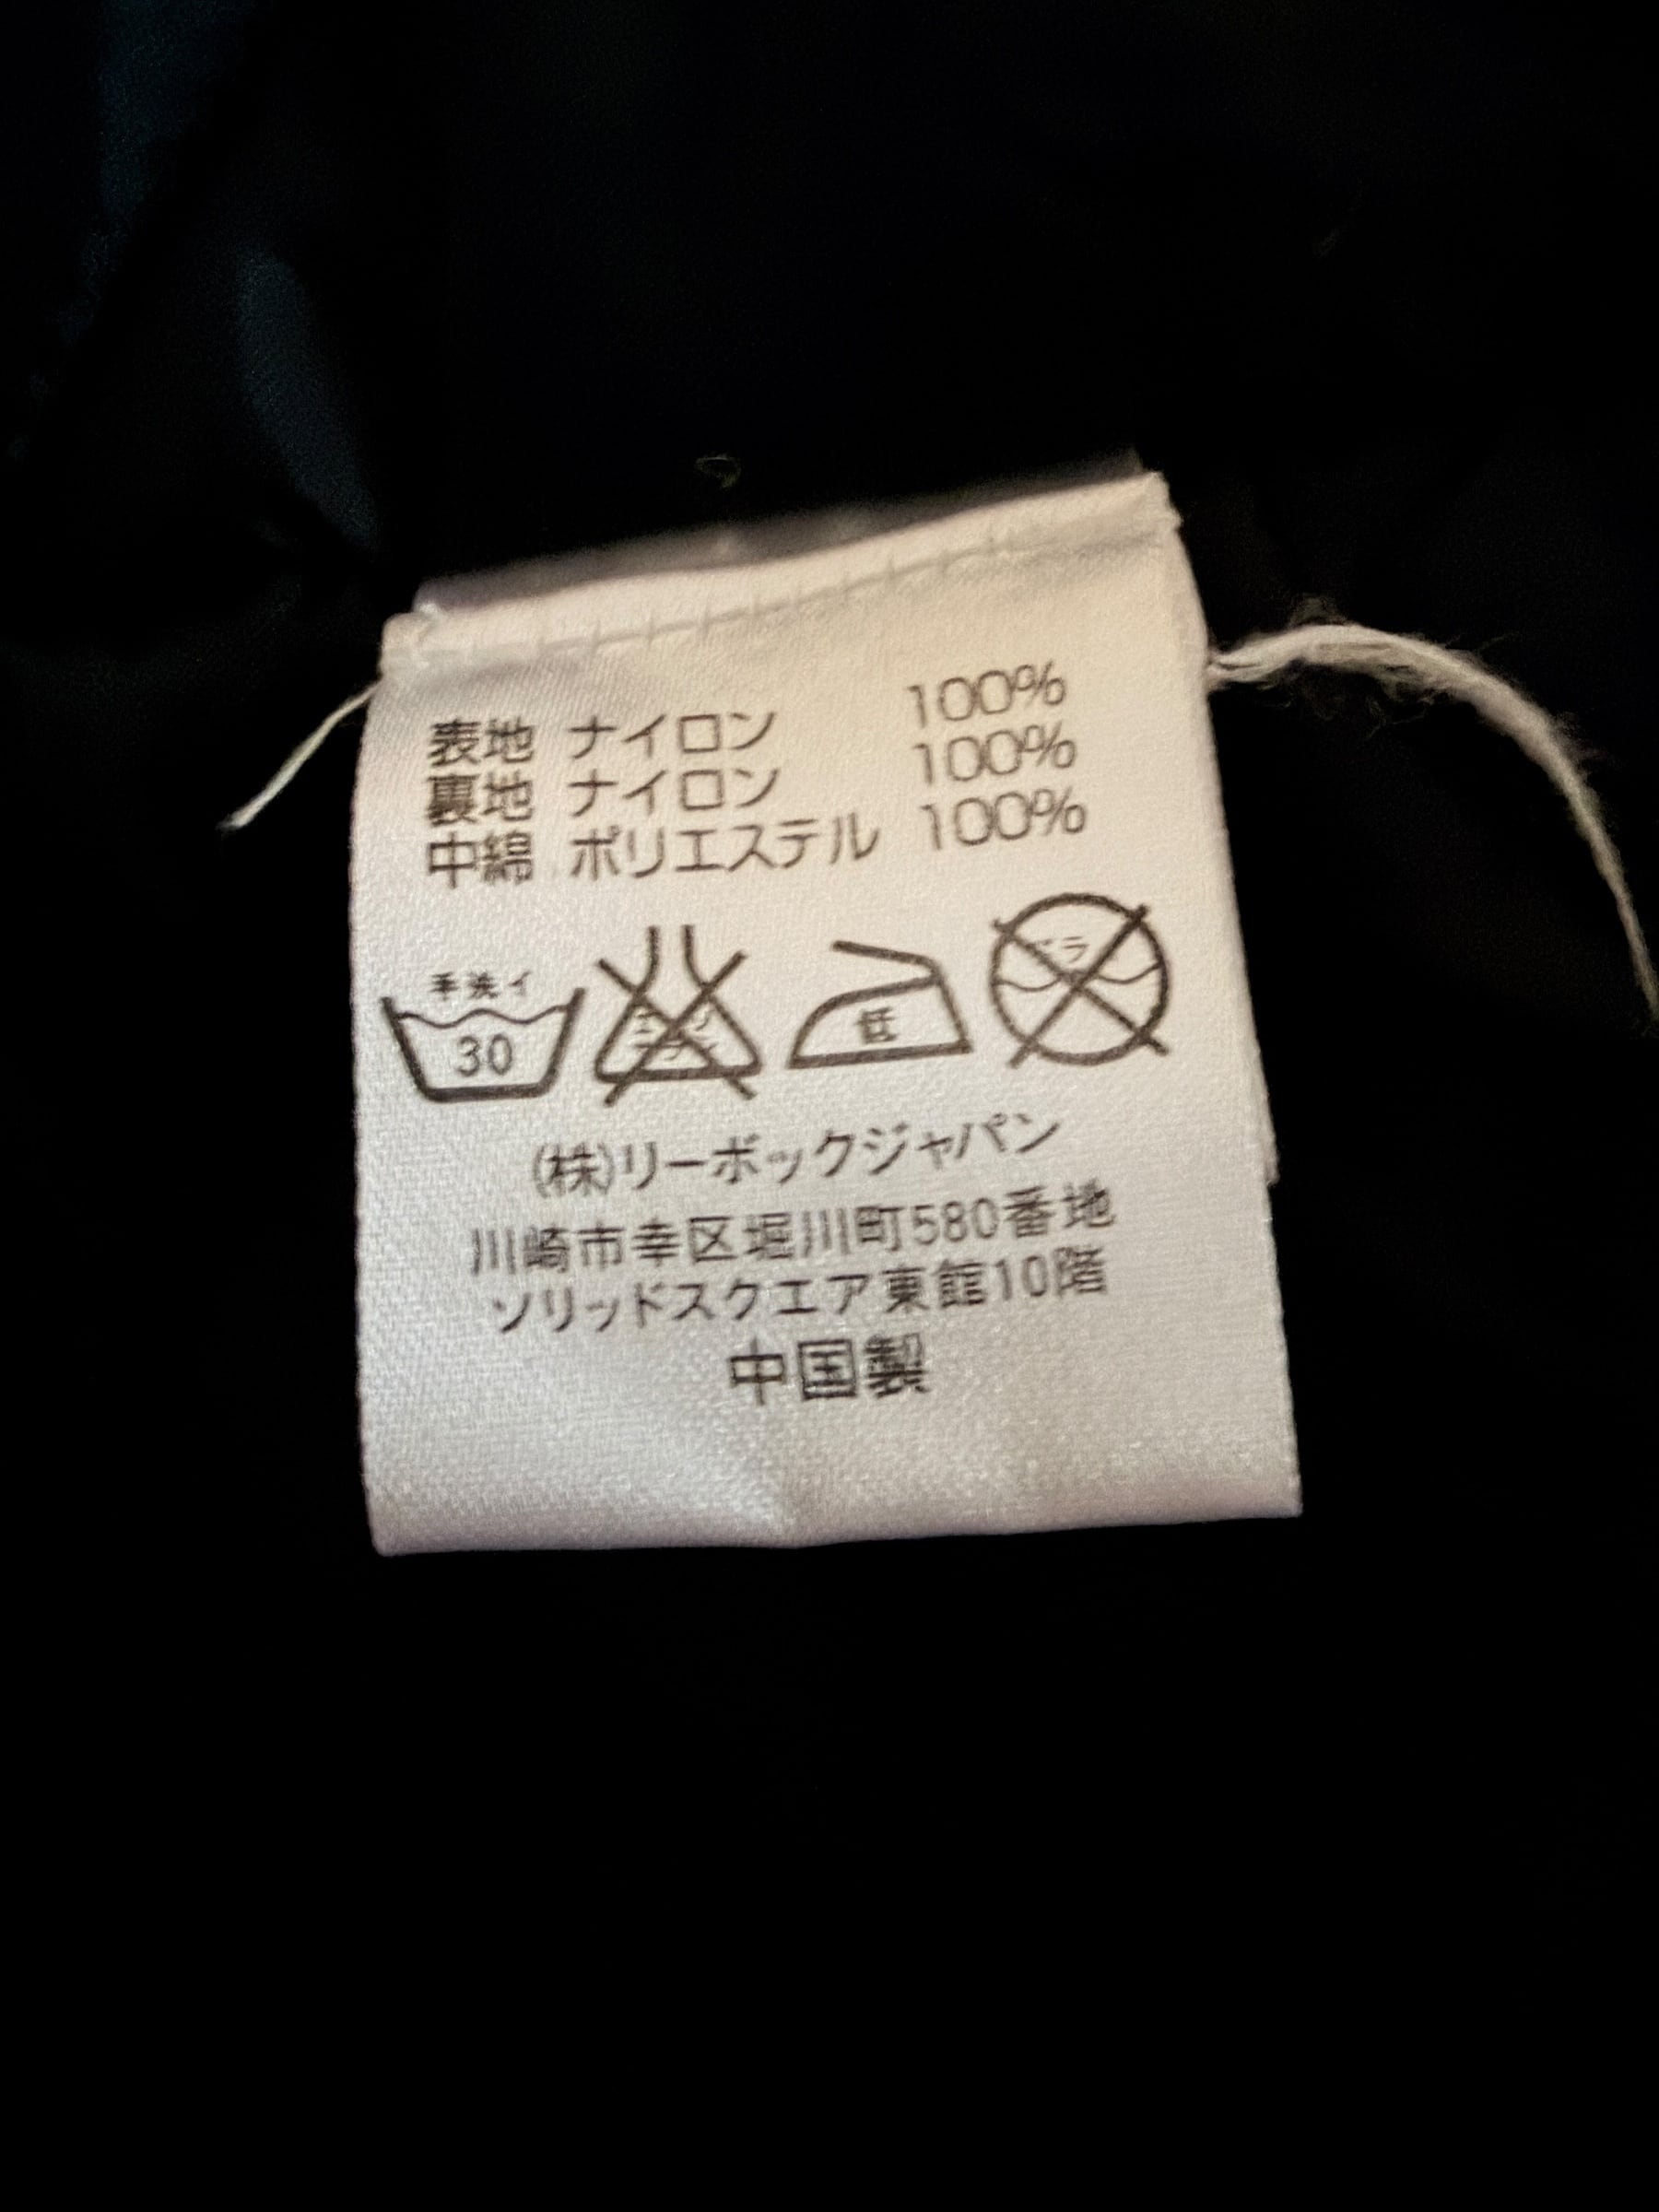 表地 ナイロン 100%
裏地 ナイロン 100%
中綿 ポリエステル 100%
手洗イ
30
低
(株)リーボックジャパン
川崎市幸区堀川町580番地
ソリッドスクエア東館10階
中国製